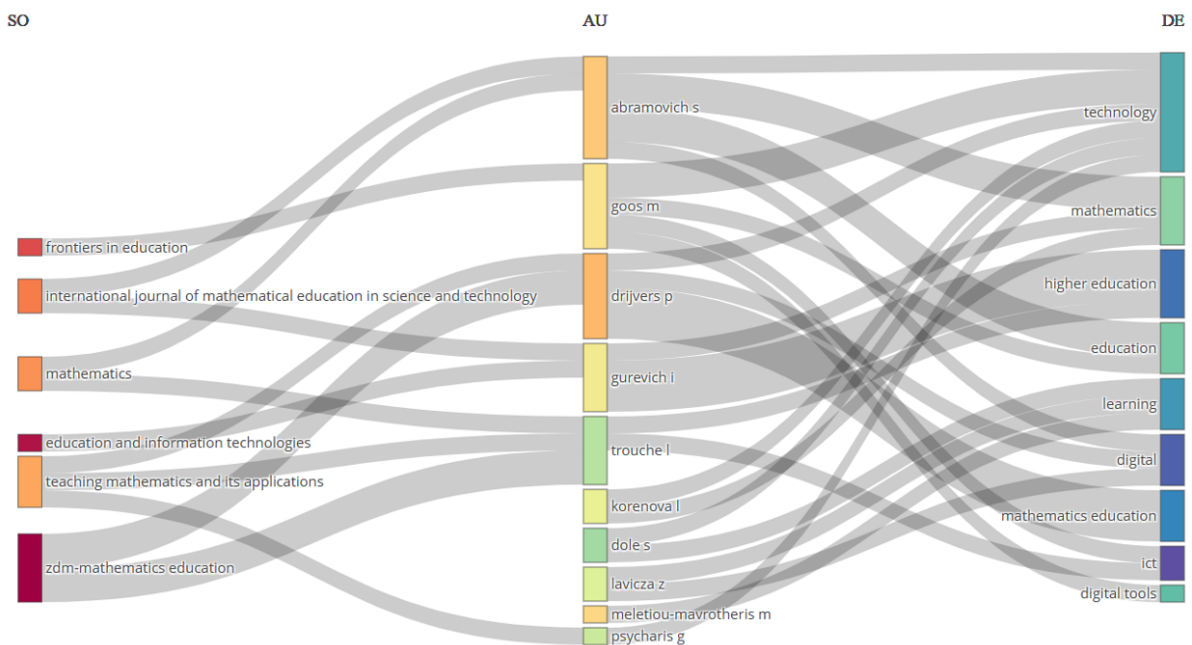 SO
AU
DE
frontiers in education
international journal of mathematical education in science and technology
mathematics
education and information technologies
teaching mathematics and its applications
zdm-mathematics education
abramovich s
goos m
drijvers p
gurevich i
trouche l
korenova l
dole s
lavicza z
meletiou-mavrotheris m
psycharis g
technology
mathematics
higher education
education
learning
digital
mathematics education
ict
digital tools